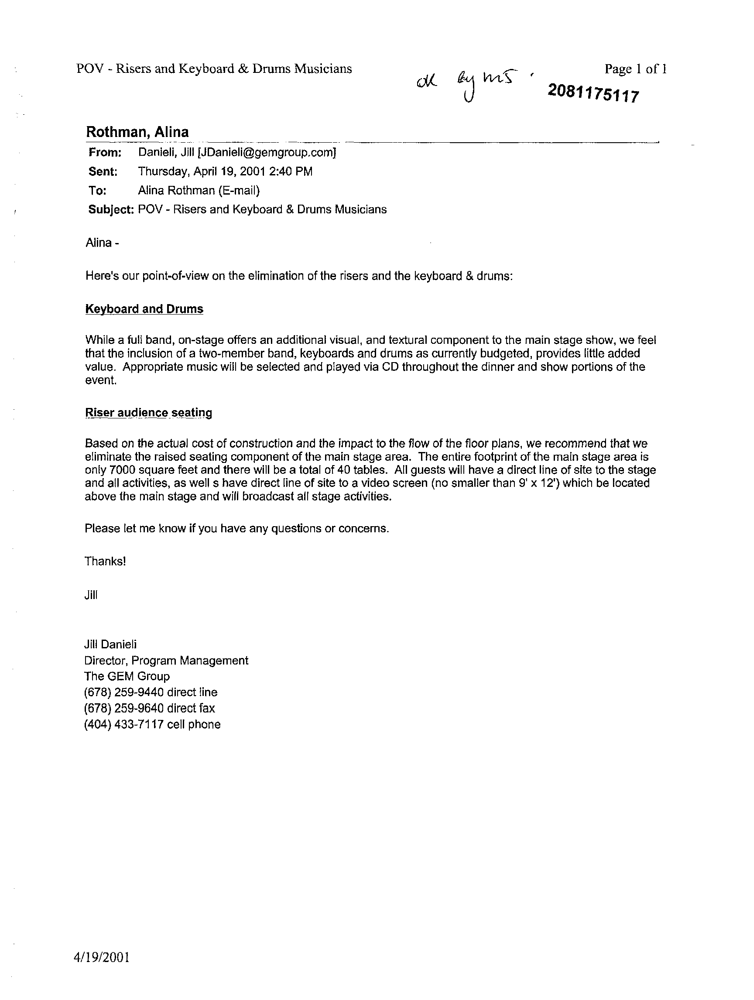 POV - Risers and Keyboard & Drums Musicians
Page 1 of 1
ok by ms
2081175117
Rothman, Alina
From: Danieli, Jill [JDanieli@gemgroup.com]
Sent: Thursday, April 19, 2001 2:40 PM
To: Alina Rothman (E-mail)
Subject: POV - Risers and Keyboard & Drums Musicians
Alina -
Here's our point-of-view on the elimination of the risers and the keyboard & drums:
Keyboard and Drums
While a full band, on-stage offers an additional visual, and textural component to the main stage show, we feel
that the inclusion of a two-member band, keyboards and drums as currently budgeted, provides little added
value. Appropriate music will be selected and played via CD throughout the dinner and show portions of the
event.
Riser audience seating
Based on the actual cost of construction and the impact to the flow of the floor plans, we recommend that we
eliminate the raised seating component of the main stage area. The entire footprint of the main stage area is
only 7000 square feet and there will be a total of 40 tables. All guests will have a direct line of site to the stage
and all activities, as well s have direct line of site to a video screen (no smaller than 9' x 12') which be located
above the main stage and will broadcast all stage activities.
Please let me know if you have any questions or concerns.
Thanks!
Jill
Jill Danieli
Director, Program Management
The GEM Group
(678) 259-9440 direct line
(678) 259-9640 direct fax
(404) 433-7117 cell phone
4/19/2001